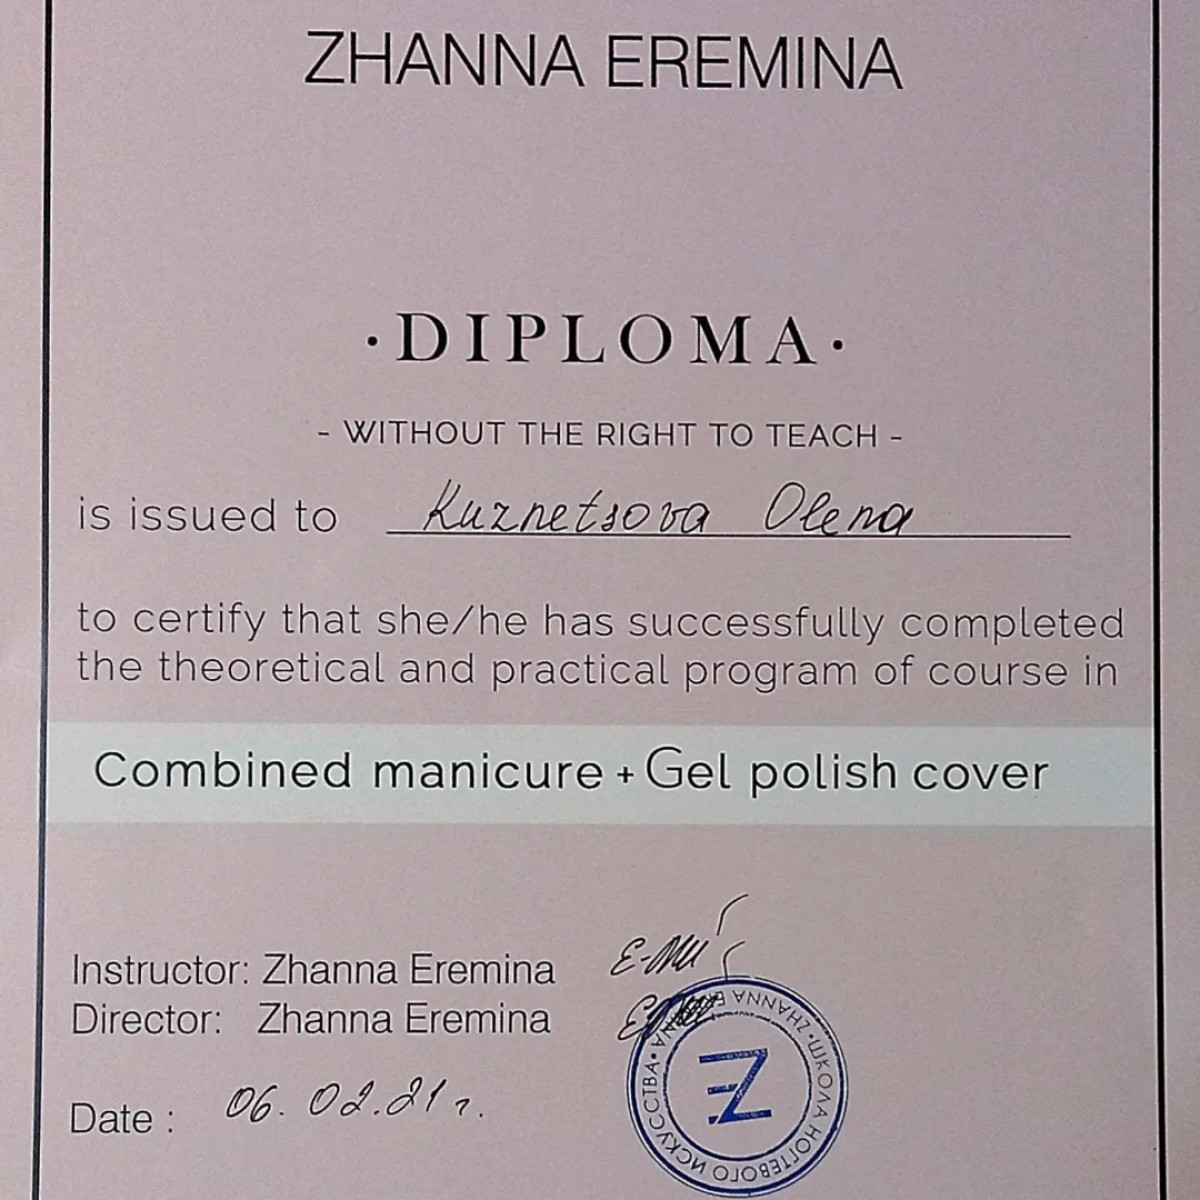 ZHANNA EREMINA
·DIPLOMA·
- WITHOUT THE RIGHT TO TEACH -
is issued to Kuznetsova Olena
to certify that she/he has successfully completed
the theoretical and practical program of course in
Combined manicure + Gel polish cover
Instructor: Zhanna Eremina
Director: Zhanna Eremina
Date : 06. 02.21 г.
ZHANNA EREMINA • ШКОЛА НОГТЕВОГО ИСКУССТВА •